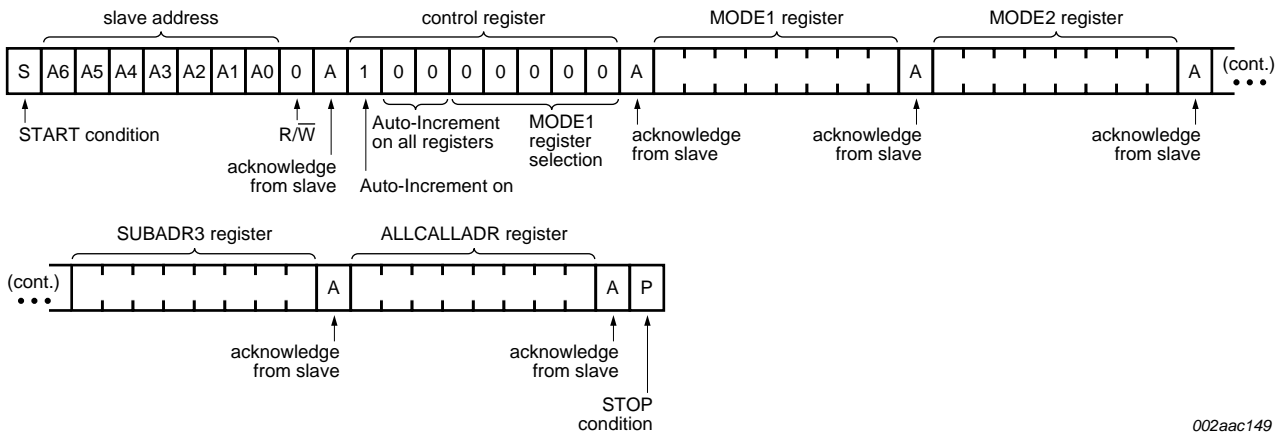 slave address control register MODE1 register MODE2 register
S A6 A5 A4 A3 A2 A1 A0 0 A 1 0 0 0 0 0 0 0 A A A (cont.)
START condition
R/W̅
acknowledge
from slave
Auto-Increment on
Auto-Increment
on all registers
MODE1
register
selection
acknowledge
from slave
acknowledge
from slave
acknowledge
from slave
SUBADR3 register ALLCALLADR register
(cont.) A A P
acknowledge
from slave
acknowledge
from slave
STOP
condition
002aac149